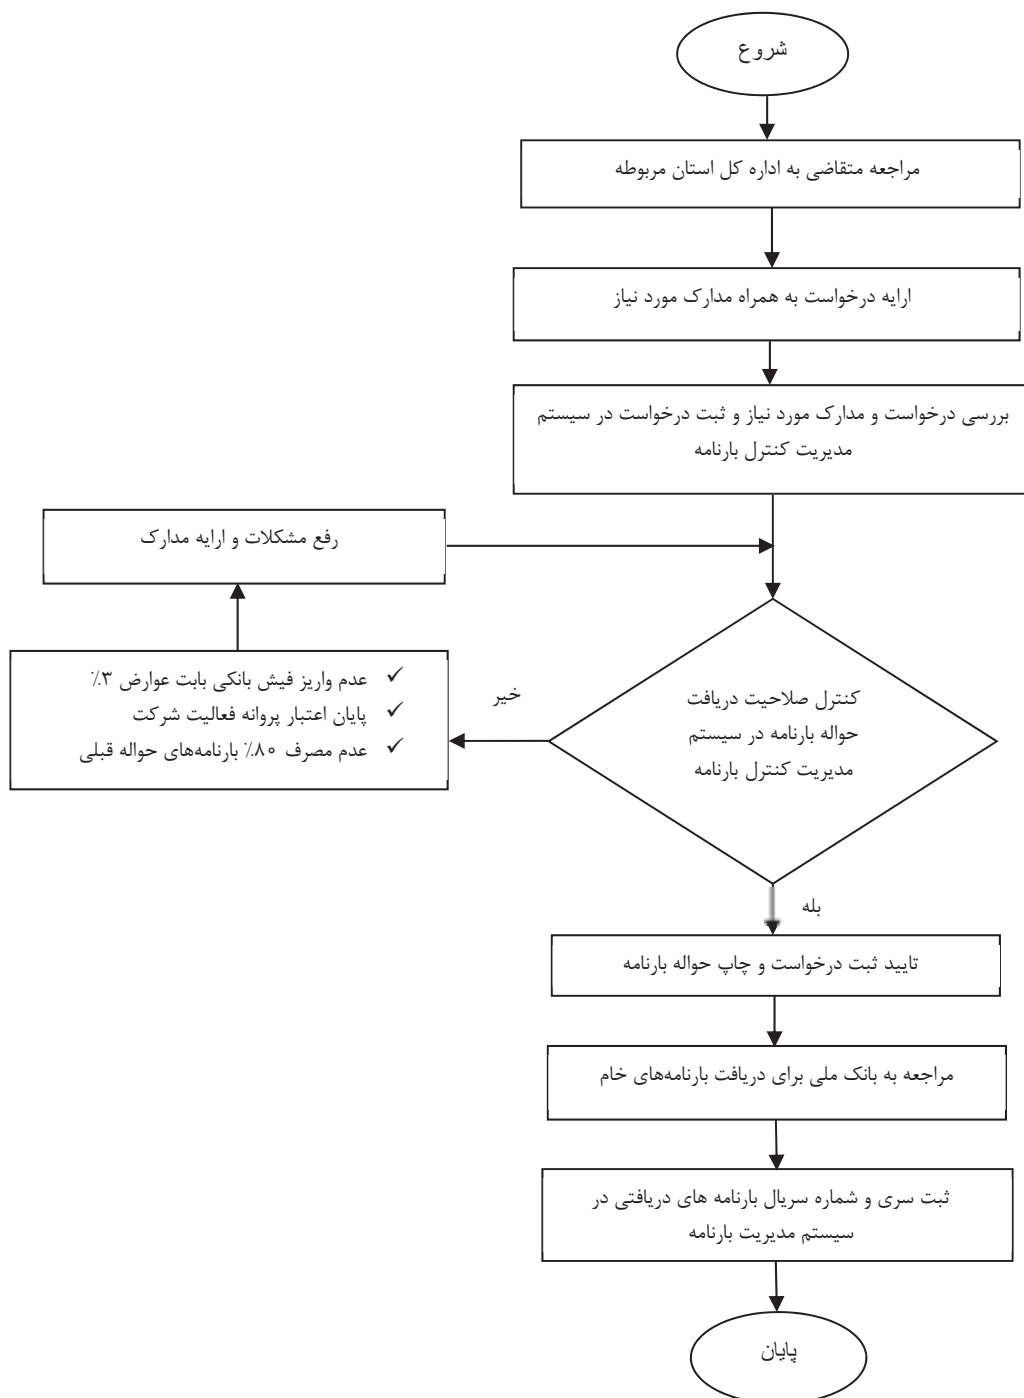 شروع
مراجعه متقاضی به اداره کل استان مربوطه
ارایه درخواست به همراه مدارک مورد نیاز
بررسی درخواست و مدارک مورد نیاز و ثبت درخواست در سیستم
مدیریت کنترل بارنامه
رفع مشکلات و ارایه مدارک
کنترل صلاحیت دریافت
حواله بارنامه در سیستم
مدیریت کنترل بارنامه
خیر
✓ عدم واریز فیش بانکی بابت عوارض ۳٪
✓ پایان اعتبار پروانه فعالیت شرکت
✓ عدم مصرف ۸۰٪ بارنامه‌های حواله قبلی
بله
تایید ثبت درخواست و چاپ حواله بارنامه
مراجعه به بانک ملی برای دریافت بارنامه‌های خام
ثبت سری و شماره سریال بارنامه های دریافتی در
سیستم مدیریت بارنامه
پایان